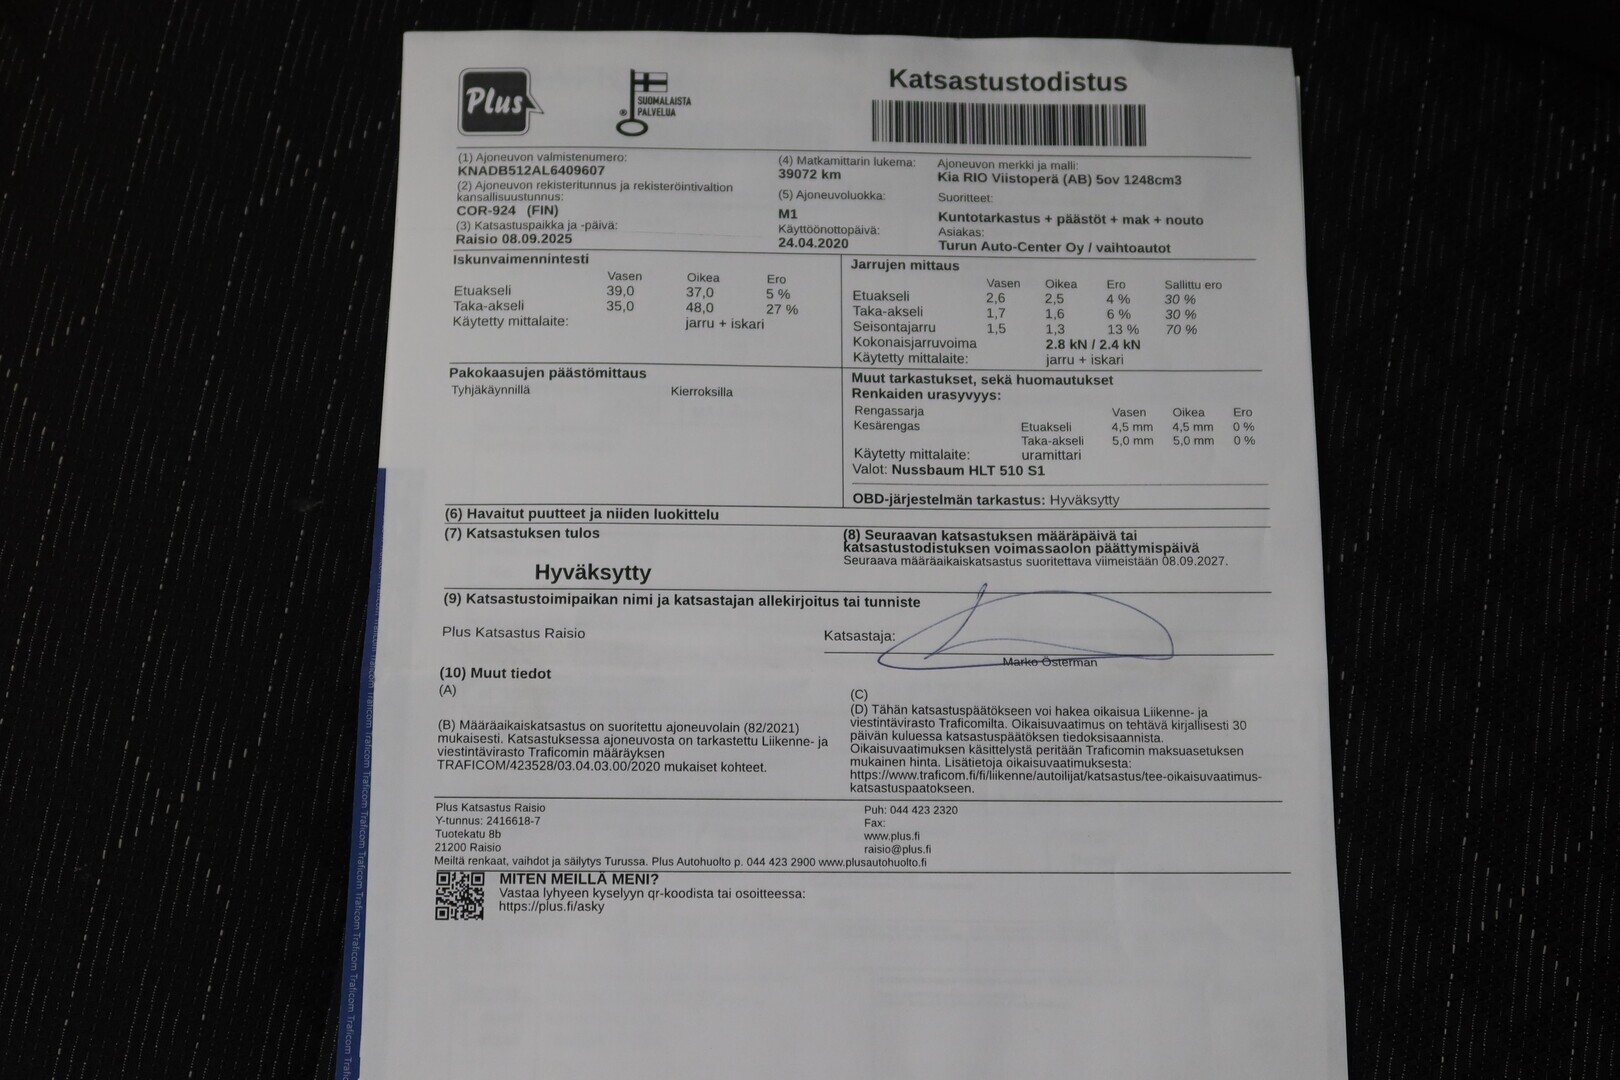 Plus
SUOMALAISTA
PALVELUA
®
Katsastustodistus
(1) Ajoneuvon valmistenumero:
KNADB512AL6409607
(2) Ajoneuvon rekisteritunnus ja rekisteröintivaltion
kansallisuustunnus:
COR-924 (FIN)
(3) Katsastuspaikka ja -päivä:
Raisio 08.09.2025
(4) Matkamittarin lukema:
39072 km
(5) Ajoneuvoluokka:
M1
Käyttöönottopäivä:
24.04.2020
Ajoneuvon merkki ja malli:
Kia RIO Viistoperä (AB) 5ov 1248cm3
Suoritteet:
Kuntotarkastus + päästöt + mak + nouto
Asiakas:
Turun Auto-Center Oy / vaihtoautot
Iskunvaimennintesti
Vasen Oikea Ero
Etuakseli 39,0 37,0 5 %
Taka-akseli 35,0 48,0 27 %
Käytetty mittalaite: jarru + iskari
Jarrujen mittaus
Vasen Oikea Ero Sallittu ero
Etuakseli 2,6 2,5 4 % 30 %
Taka-akseli 1,7 1,6 6 % 30 %
Seisontajarru 1,5 1,3 13 % 70 %
Kokonaisjarruvoima 2.8 kN / 2.4 kN
Käytetty mittalaite: jarru + iskari
Pakokaasujen päästömittaus
Tyhjäkäynnillä Kierroksilla
Muut tarkastukset, sekä huomautukset
Renkaiden urasyvyys:
Rengassarja Vasen Oikea Ero
Kesärengas Etuakseli 4,5 mm 4,5 mm 0 %
Taka-akseli 5,0 mm 5,0 mm 0 %
Käytetty mittalaite: uramittari
Valot: Nussbaum HLT 510 S1
OBD-järjestelmän tarkastus: Hyväksytty
(6) Havaitut puutteet ja niiden luokittelu
(7) Katsastuksen tulos
Hyväksytty
(8) Seuraavan katsastuksen määräpäivä tai
katsastustodistuksen voimassaolon päättymispäivä
Seuraava määräaikaiskatsastus suoritettava viimeistään 08.09.2027.
(9) Katsastustoimipaikan nimi ja katsastajan allekirjoitus tai tunniste
Plus Katsastus Raisio
Katsastaja:
Marko Österman
(10) Muut tiedot
(A)
(B) Määräaikaiskatsastus on suoritettu ajoneuvolain (82/2021)
mukaisesti. Katsastuksessa ajoneuvosta on tarkastettu Liikenne- ja
viestintävirasto Traficomin määräyksen
TRAFICOM/423528/03.04.03.00/2020 mukaiset kohteet.
(C)
(D) Tähän katsastuspäätökseen voi hakea oikaisua Liikenne- ja
viestintävirasto Traficomilta. Oikaisuvaatimus on tehtävä kirjallisesti 30
päivän kuluessa katsastuspäätöksen tiedoksisaannista.
Oikaisuvaatimuksen käsittelystä peritään Traficomin maksuasetuksen
mukainen hinta. Lisätietoja oikaisuvaatimuksesta:
https://www.traficom.fi/fi/liikenne/autoilijat/katsastus/tee-oikaisuvaatimus-
katsastuspaatokseen.
Plus Katsastus Raisio
Y-tunnus: 2416618-7
Tuotekatu 8b
21200 Raisio
Puh: 044 423 2320
Fax:
www.plus.fi
raisio@plus.fi
Meiltä renkaat, vaihdot ja säilytys Turussa. Plus Autohuolto p. 044 423 2900 www.plusautohuolto.fi
MITEN MEILLÄ MENI?
Vastaa lyhyeen kyselyyn qr-koodista tai osoitteessa:
https://plus.fi/asky
Traficom Traficom Traficom Traficom Traficom Traficom Traficom Traficom Traficom